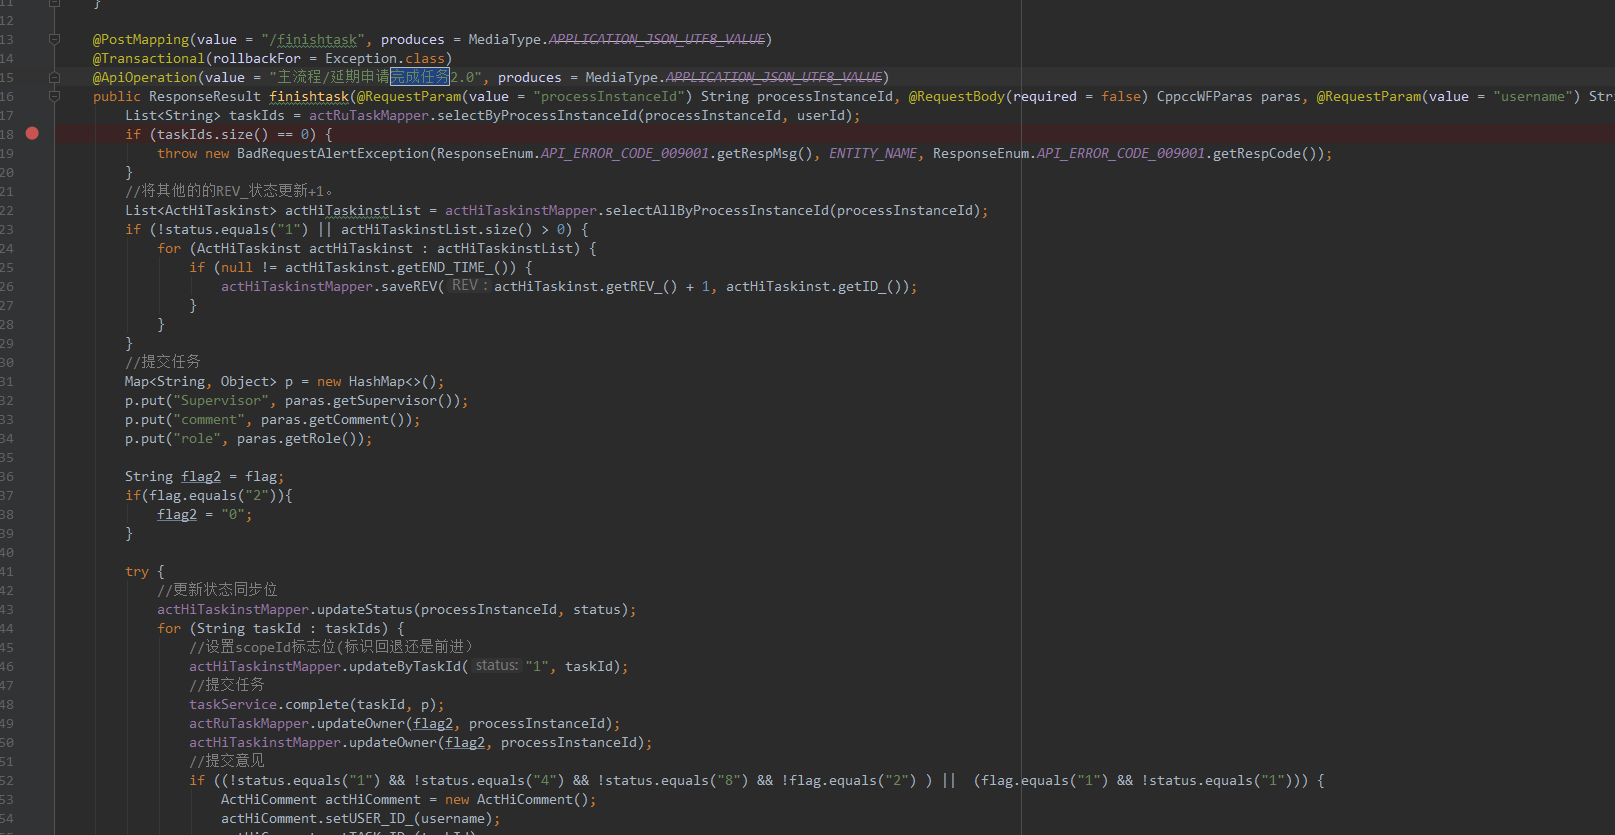 11 }
12
13 @PostMapping(value = "/finishtask", produces = MediaType.APPLICATION_JSON_UTF8_VALUE)
14 @Transactional(rollbackFor = Exception.class)
15 @ApiOperation(value = "主流程/延期申请完成任务2.0", produces = MediaType.APPLICATION_JSON_UTF8_VALUE)
16 public ResponseResult finishtask(@RequestParam(value = "processInstanceId") String processInstanceId, @RequestBody(required = false) CppccWFParas paras, @RequestParam(value = "username") Stri
17 List<String> taskIds = actRuTaskMapper.selectByProcessInstanceId(processInstanceId, userId);
18 if (taskIds.size() == 0) {
19 throw new BadRequestAlertException(ResponseEnum.API_ERROR_CODE_009001.getRespMsg(), ENTITY_NAME, ResponseEnum.API_ERROR_CODE_009001.getRespCode());
20 }
21 //将其他的的REV_状态更新+1。
22 List<ActHiTaskinst> actHiTaskinstList = actHiTaskinstMapper.selectAllByProcessInstanceId(processInstanceId);
23 if (!status.equals("1") || actHiTaskinstList.size() > 0) {
24 for (ActHiTaskinst actHiTaskinst : actHiTaskinstList) {
25 if (null != actHiTaskinst.getEND_TIME_()) {
26 actHiTaskinstMapper.saveREV( REV: actHiTaskinst.getREV_() + 1, actHiTaskinst.getID_());
27 }
28 }
29 }
30 //提交任务
31 Map<String, Object> p = new HashMap<>();
32 p.put("Supervisor", paras.getSupervisor());
33 p.put("comment", paras.getComment());
34 p.put("role", paras.getRole());
35
36 String flag2 = flag;
37 if(flag.equals("2")){
38 flag2 = "0";
39 }
40
41 try {
42 //更新状态同步位
43 actHiTaskinstMapper.updateStatus(processInstanceId, status);
44 for (String taskId : taskIds) {
45 //设置scopeId标志位(标识回退还是前进）
46 actHiTaskinstMapper.updateByTaskId( status: "1", taskId);
47 //提交任务
48 taskService.complete(taskId, p);
49 actRuTaskMapper.updateOwner(flag2, processInstanceId);
50 actHiTaskinstMapper.updateOwner(flag2, processInstanceId);
51 //提交意见
52 if ((!status.equals("1") && !status.equals("4") && !status.equals("8") && !flag.equals("2") ) || (flag.equals("1") && !status.equals("1"))) {
53 ActHiComment actHiComment = new ActHiComment();
54 actHiComment.setUSER_ID_(username);